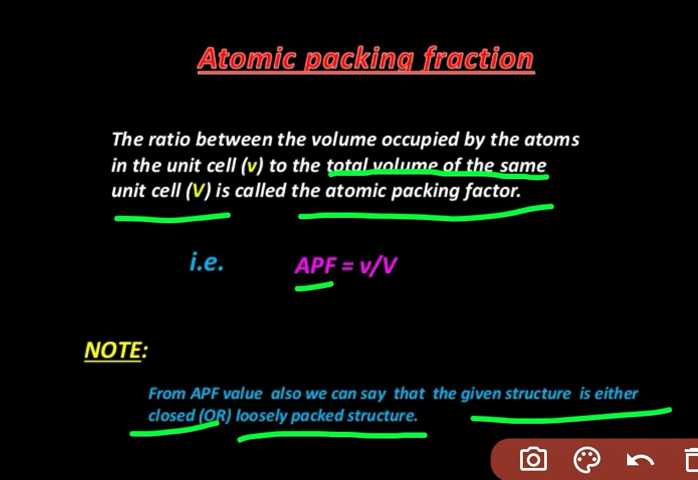 Atomic packing fraction
The ratio between the volume occupied by the atoms
in the unit cell (v) to the total volume of the same
unit cell (V) is called the atomic packing factor.
i.e. APF = v/V
NOTE:
From APF value also we can say that the given structure is either
closed (OR) loosely packed structure.